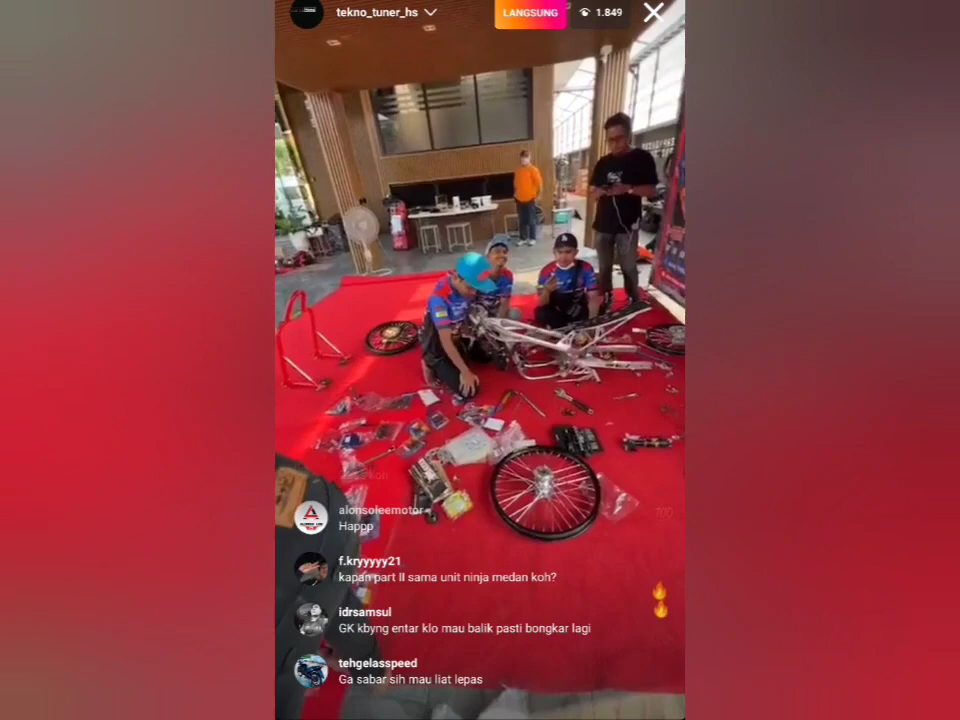 tekno_tuner_hs
LANGSUNG
1.849
alonsoleemotor
Happp
f.kryyyyy21
kapan part II sama unit ninja medan koh?
idrsamsul
GK kbyng entar klo mau balik pasti bongkar lagi
tehgelasspeed
Ga sabar sih mau liat lepas